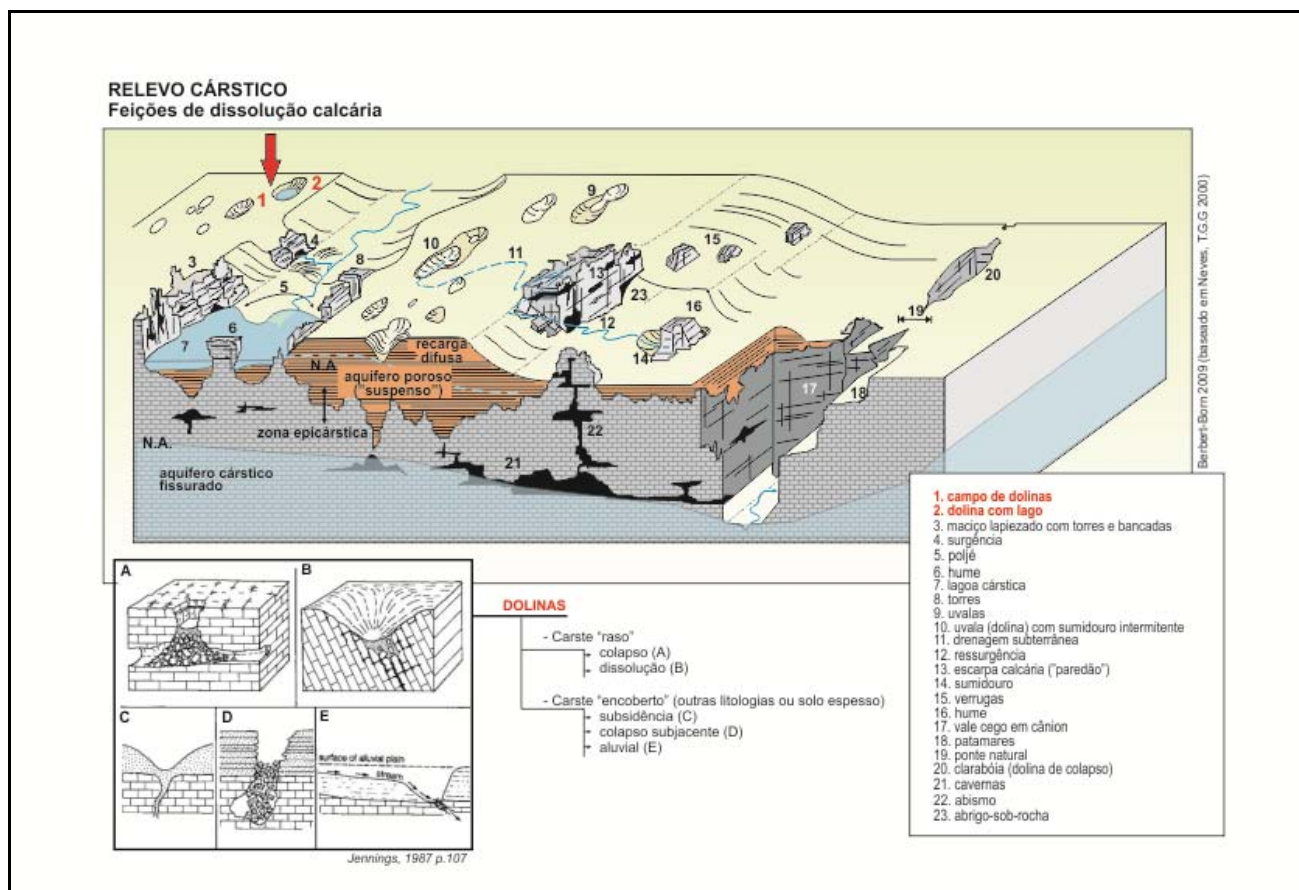 RELEVO CÁRSTICO
Feições de dissolução calcária
1
2
3
4
5
6
7
8
9
10
11
12
13
14
15
16
17
18
19
20
21
22
23
N.A
recarga
difusa
aquífero poroso
("suspenso")
zona epicárstica
N.A.
aquífero cárstico
fissurado
Berbert-Born 2009 (baseado em Neves, T.G.G 2000)
1. campo de dolinas
2. dolina com lago
3. maciço lapiezado com torres e bancadas
4. surgência
5. poljé
6. hume
7. lagoa cárstica
8. torres
9. uvalas
10. uvala (dolina) com sumidouro intermitente
11. drenagem subterrânea
12. ressurgência
13. escarpa calcária ("paredão")
14. sumidouro
15. verrugas
16. hume
17. vale cego em cânion
18. patamares
19. ponte natural
20. clarabóia (dolina de colapso)
21. cavernas
22. abismo
23. abrigo-sob-rocha
A
B
C
D
E
surface of alluvial plain
stream
Jennings, 1987 p.107
DOLINAS
- Carste "raso"
colapso (A)
dissolução (B)
- Carste "encoberto" (outras litologias ou solo espesso)
subsidência (C)
colapso subjacente (D)
aluvial (E)